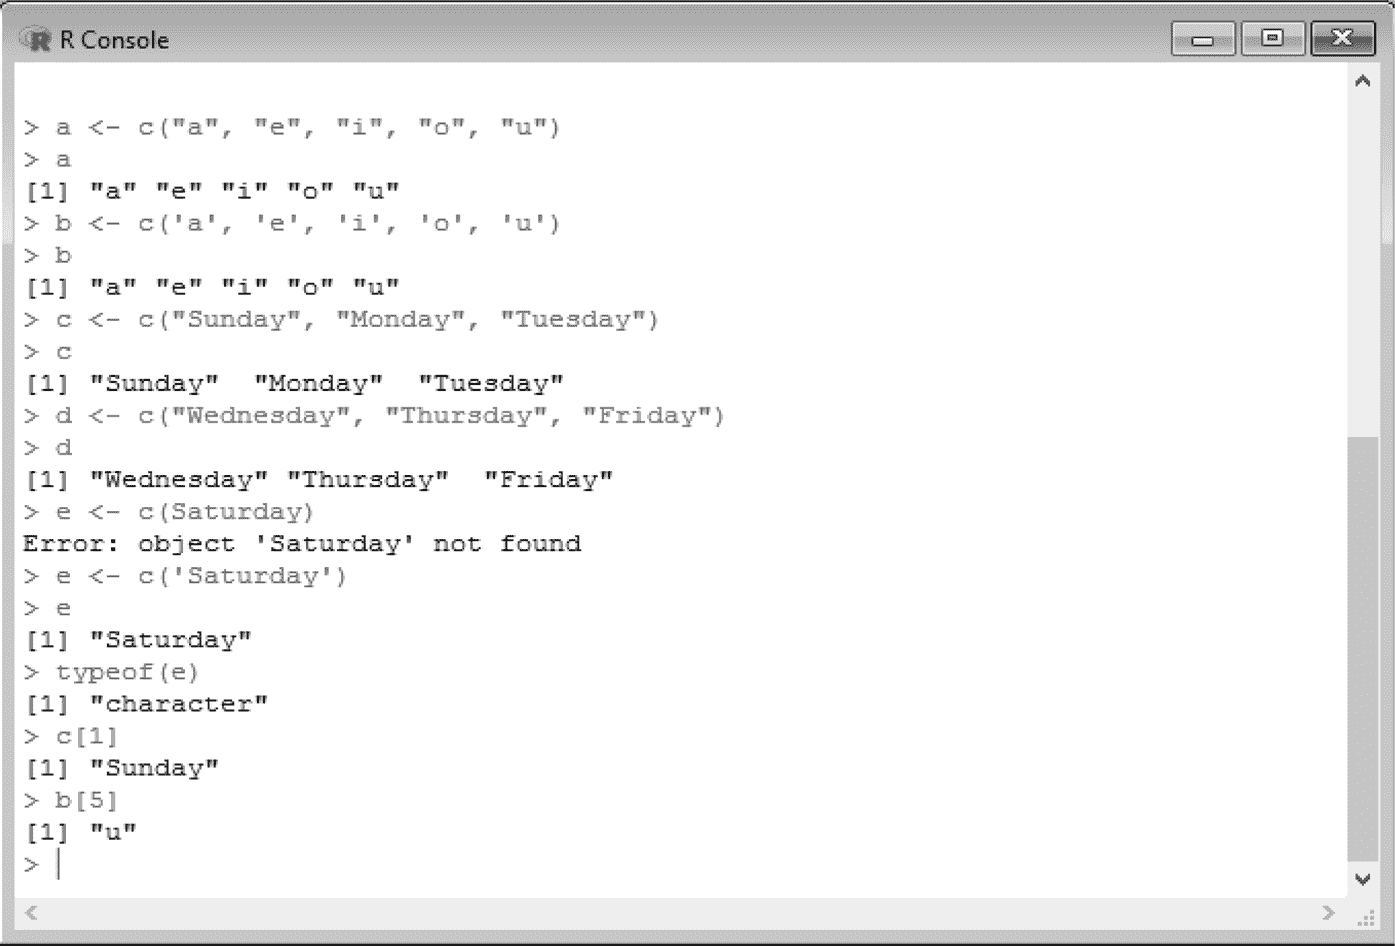 R Console
> a <- c("a", "e", "i", "o", "u")
> a
[1] "a" "e" "i" "o" "u"
> b <- c('a', 'e', 'i', 'o', 'u')
> b
[1] "a" "e" "i" "o" "u"
> c <- c("Sunday", "Monday", "Tuesday")
> c
[1] "Sunday"  "Monday"  "Tuesday"
> d <- c("Wednesday", "Thursday", "Friday")
> d
[1] "Wednesday" "Thursday"  "Friday"
> e <- c(Saturday)
Error: object 'Saturday' not found
> e <- c('Saturday')
> e
[1] "Saturday"
> typeof(e)
[1] "character"
> c[1]
[1] "Sunday"
> b[5]
[1] "u"
>